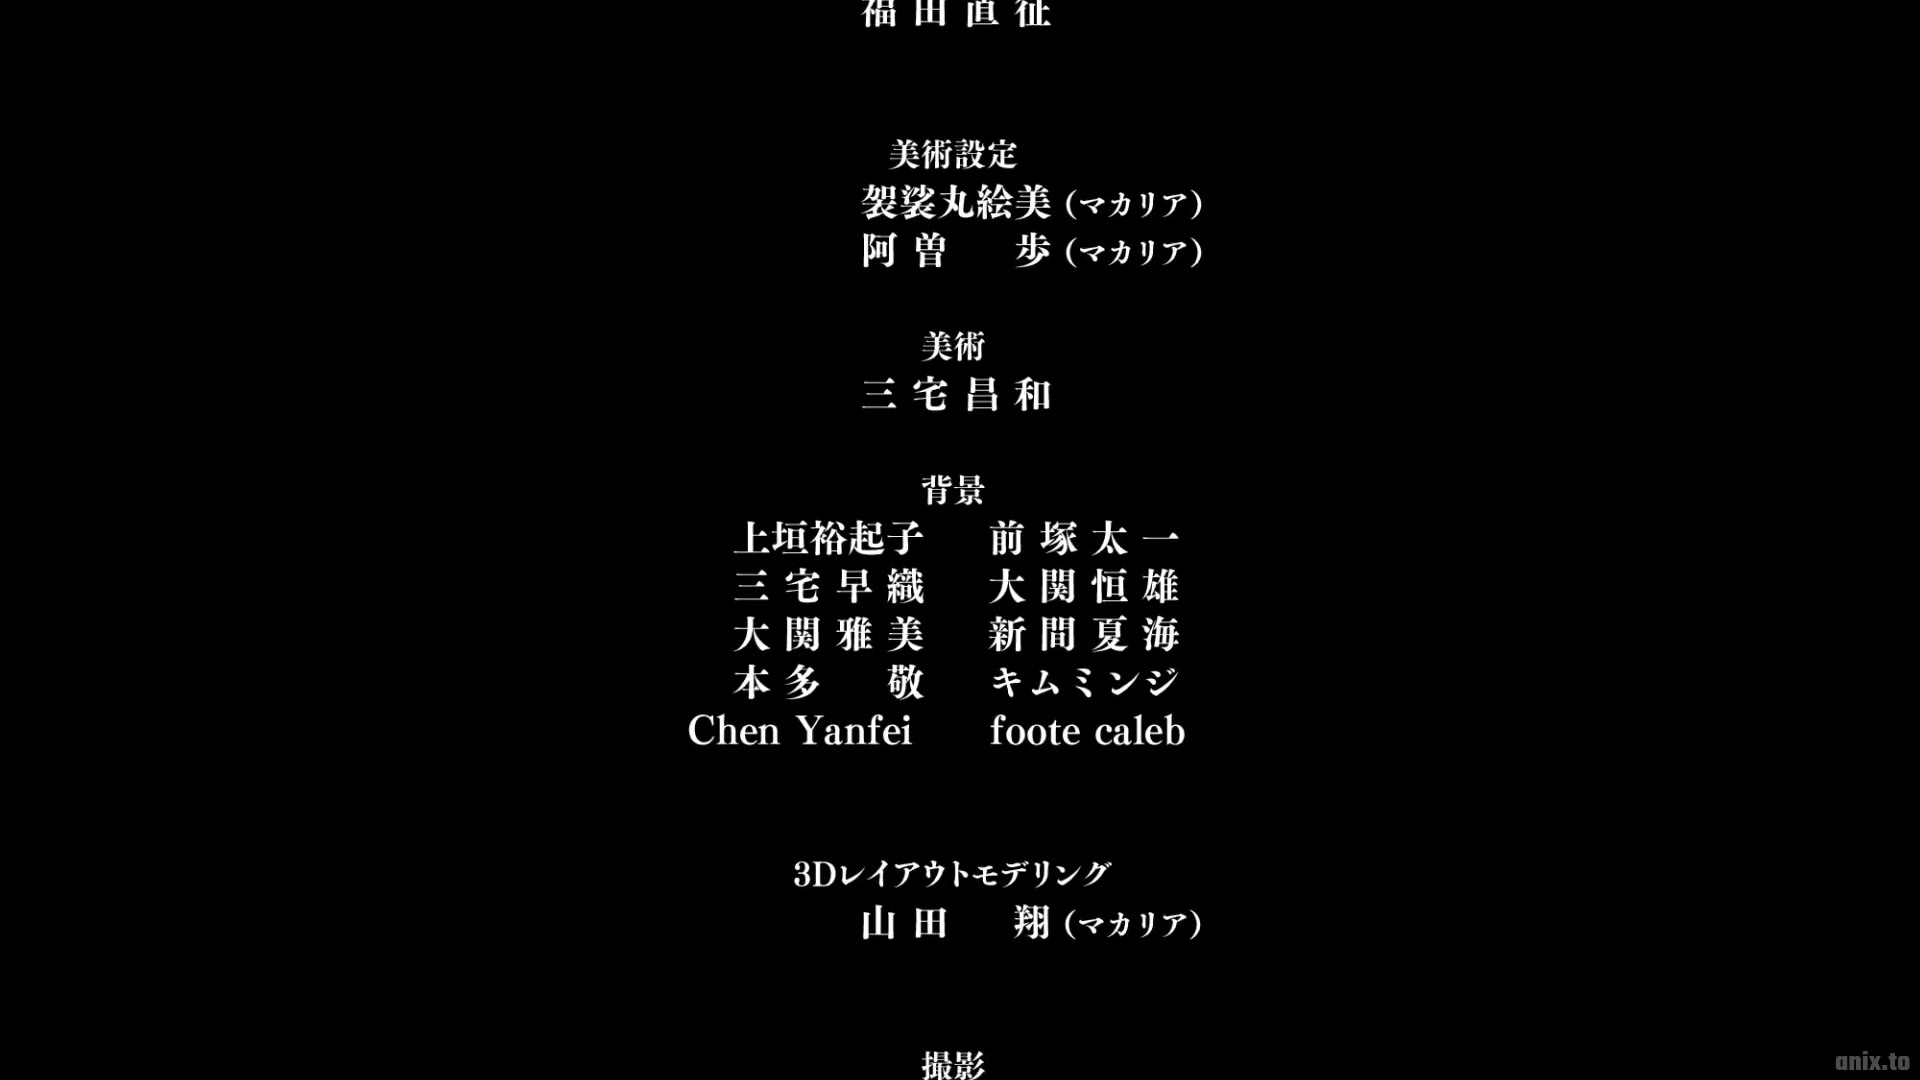 福田直征
美術設定
袈裟丸絵美（マカリア）
阿曽 歩（マカリア）
美術
三宅昌和
背景
上垣裕起子 前塚太一
三宅早織 大関恒雄
大関雅美 新間夏海
本多 敬 キムミンジ
Chen Yanfei foote caleb
3Dレイアウトモデリング
山田 翔（マカリア）
撮影
anix.to